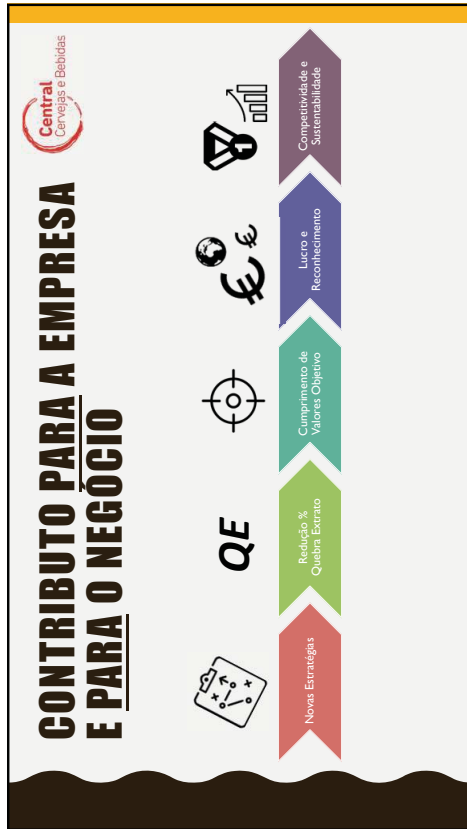 CONTRIBUTO PARA A EMPRESA
E PARA O NEGÓCIO
Central
Cervejas e Bebidas
QE
€
€
1
Novas Estratégias
Redução %
Quebra Extrato
Cumprimento de
Valores Objetivo
Lucro e
Reconhecimento
Competitividade e
Sustentabilidade